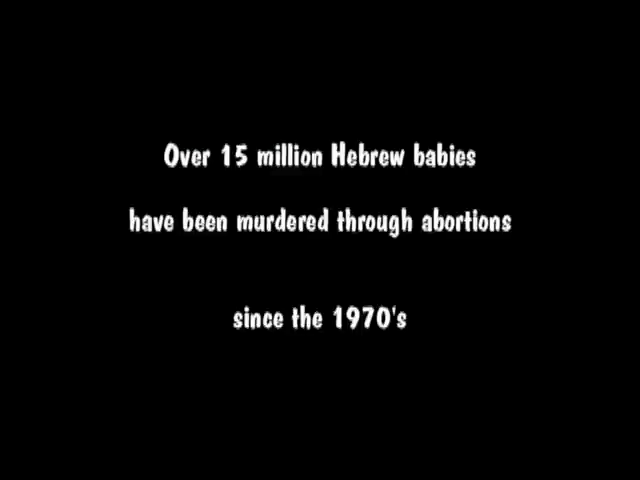 Over 15 million Hebrew babies
have been murdered through abortions
since the 1970's